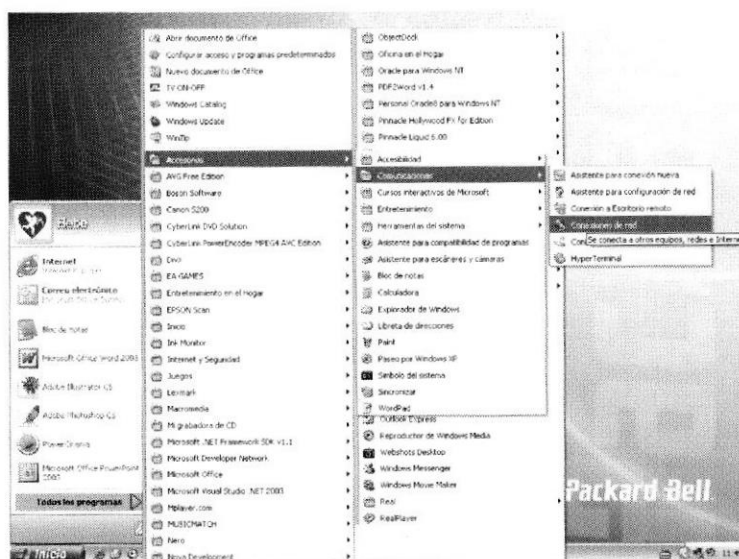 Bebe
Internet
Correo electrónico
Bloc de notas
Microsoft Office Word 2003
Adobe Illustrator CS
Adobe Photoshop CS
Microsoft Office PowerPoint
2003
Todos los programas
Inicio
Abrir documento de Office
Configurar acceso y programas predeterminados
Nuevo documento de Office
TV ON-OFF
Windows Catalog
Windows Update
WinZip
Accesorios
AVG Free Edition
Boson Software
Canon S200
CyberLink DVD Solution
CyberLink PowerEncoder MPEG4 AVC Edition
DivX
EA GAMES
Entretenimiento en el Hogar
EPSON Scan
Inicio
Ink Monitor
Internet y Seguridad
Juegos
Lexmark
Macromedia
Mi grabadora de CD
Microsoft .NET Framework SDK v1.1
Microsoft Developer Network
Microsoft Office
Microsoft Visual Studio .NET 2003
Mplayer.com
MUSICMATCH
Nero
Nova Development
ObjectDock
Oficina en el Hogar
Oracle para Windows NT
PDF2Word v1.4
Personal Oracle8 para Windows NT
Pinnacle Hollywood FX for Edition
Pinnacle Liquid 6.00
Accesibilidad
Comunicaciones
Cursos interactivos de Microsoft
Entretenimiento
Herramientas del sistema
Asistente para compatibilidad de programas
Asistente para escáneres y cámaras
Bloc de notas
Calculadora
Explorador de Windows
Libreta de direcciones
Paint
Paseo por Windows XP
Símbolo del sistema
Sincronizar
WordPad
Outlook Express
Reproductor de Windows Media
Webshots Desktop
Windows Messenger
Windows Movie Maker
Real
RealPlayer
Asistente para conexión nueva
Asistente para configuración de red
Conexión a Escritorio remoto
Conexiones de red
Se conecta a otros equipos, redes e Intern
HyperTerminal
Packard Bell